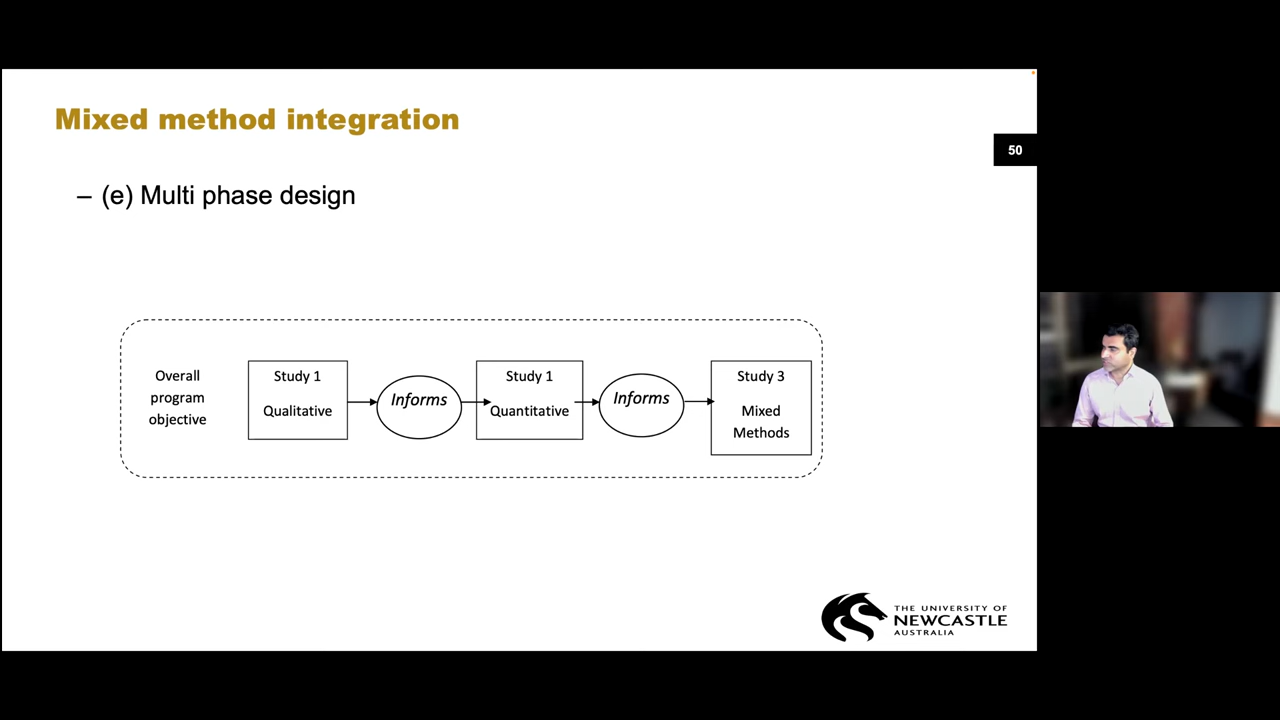 Mixed method integration
50
– (e) Multi phase design
Overall
program
objective
Study 1
Qualitative
Informs
Study 1
Quantitative
Informs
Study 3
Mixed
Methods
THE UNIVERSITY OF
NEWCASTLE
AUSTRALIA